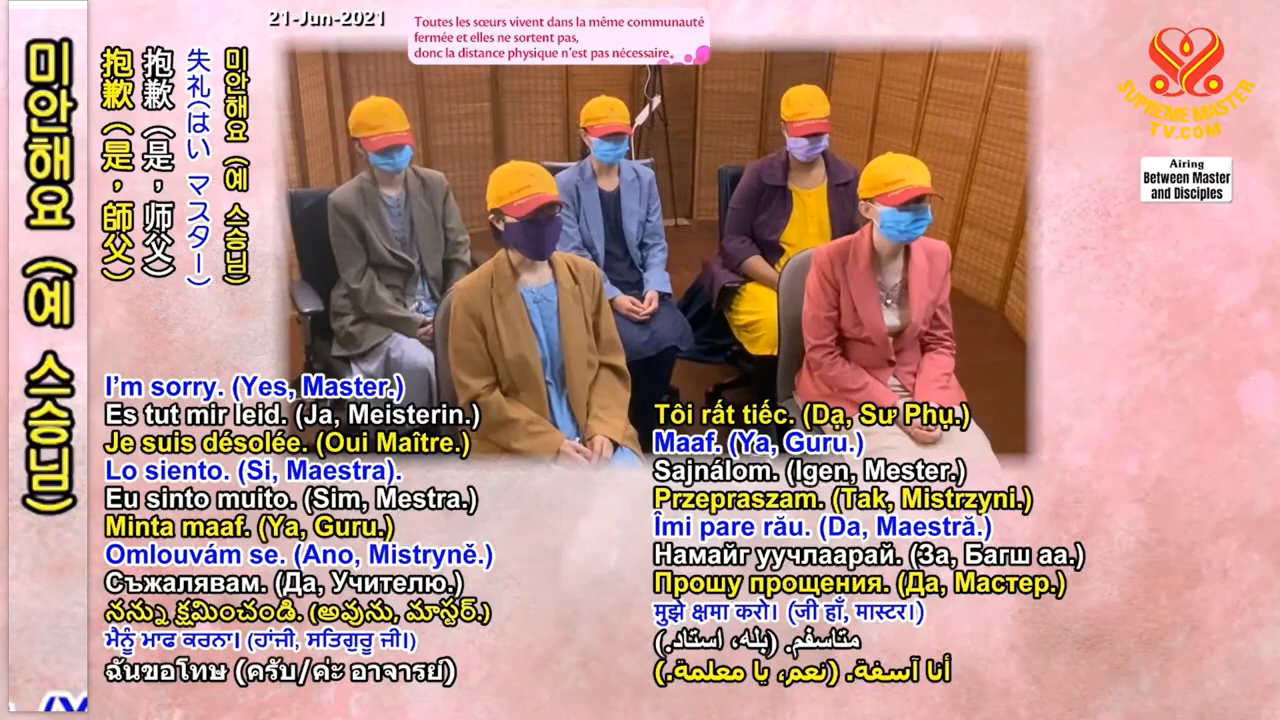 미안해요 (예 스승님)
21-Jun-2021
Toutes les sœurs vivent dans la même communauté
fermée et elles ne sortent pas,
donc la distance physique n'est pas nécessaire.
SUPREME MASTER
TV.COM
Airing
Between Master
and Disciples
抱歉（是，師父）
抱歉（是，师父）
失礼(はい マスター)
미안해요 (예 스승님)
I'm sorry. (Yes, Master.)
Es tut mir leid. (Ja, Meisterin.)
Je suis désolée. (Oui Maître.)
Lo siento. (Si, Maestra).
Eu sinto muito. (Sim, Mestra.)
Minta maaf. (Ya, Guru.)
Omlouvám se. (Ano, Mistryně.)
Съжалявам. (Да, Учителю.)
నన్ను క్షమించండి. (అవును, మాస్టర్.)
ਮੈਨੂੰ ਮਾਫ ਕਰਨਾ। (ਹਾਂਜੀ, ਸਤਿਗੁਰੂ ਜੀ।)
ฉันขอโทษ (ครับ/ค่ะ อาจารย์)
Tôi rất tiếc. (Dạ, Sư Phụ.)
Maaf. (Ya, Guru.)
Sajnálom. (Igen, Mester.)
Przepraszam. (Tak, Mistrzyni.)
Îmi pare rău. (Da, Maestră.)
Намайг уучлаарай. (За, Багш аа.)
Прошу прощения. (Да, Мастер.)
मुझे क्षमा करो। (जी हाँ, मास्टर।)
متاسفم. (بله، استاد.)
أنا آسفة. (نعم، يا معلمة.)